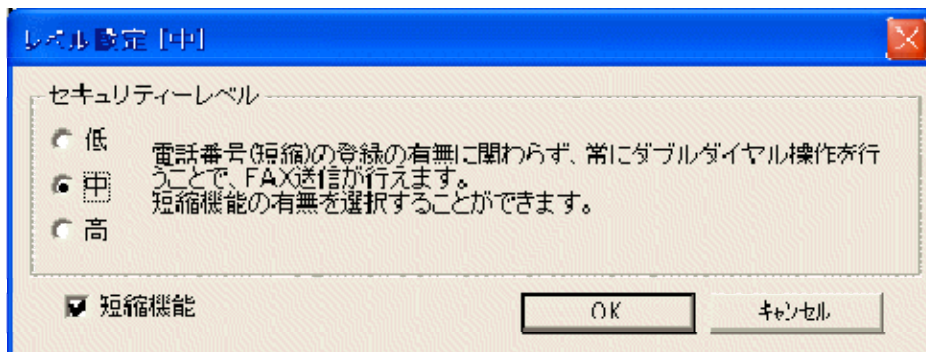 レベル設定 [中]
セキュリティーレベル
低
電話番号(短縮)の登録の有無に関わらず、常にダブルダイヤル操作を行
うことで、FAX送信が行えます。
中
短縮機能の有無を選択することができます。
高
短縮機能
OK
キャンセル